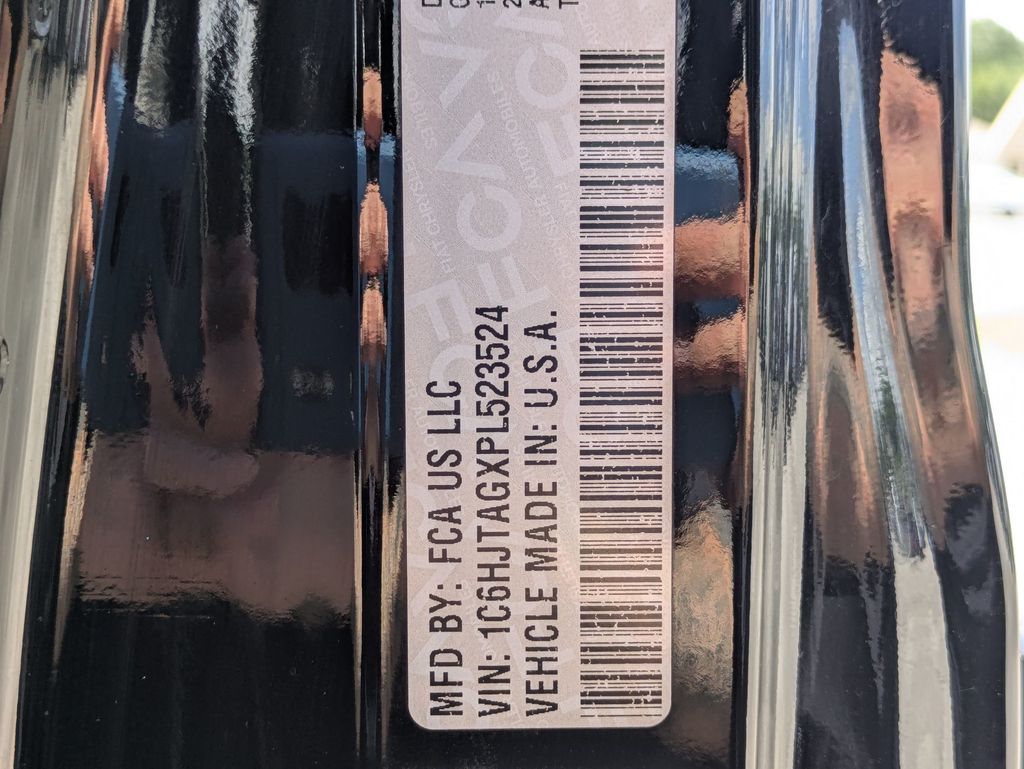 MFD BY: FCA US LLC
VIN: 1C6HJTAGXPL523524
VEHICLE MADE IN: U.S.A.